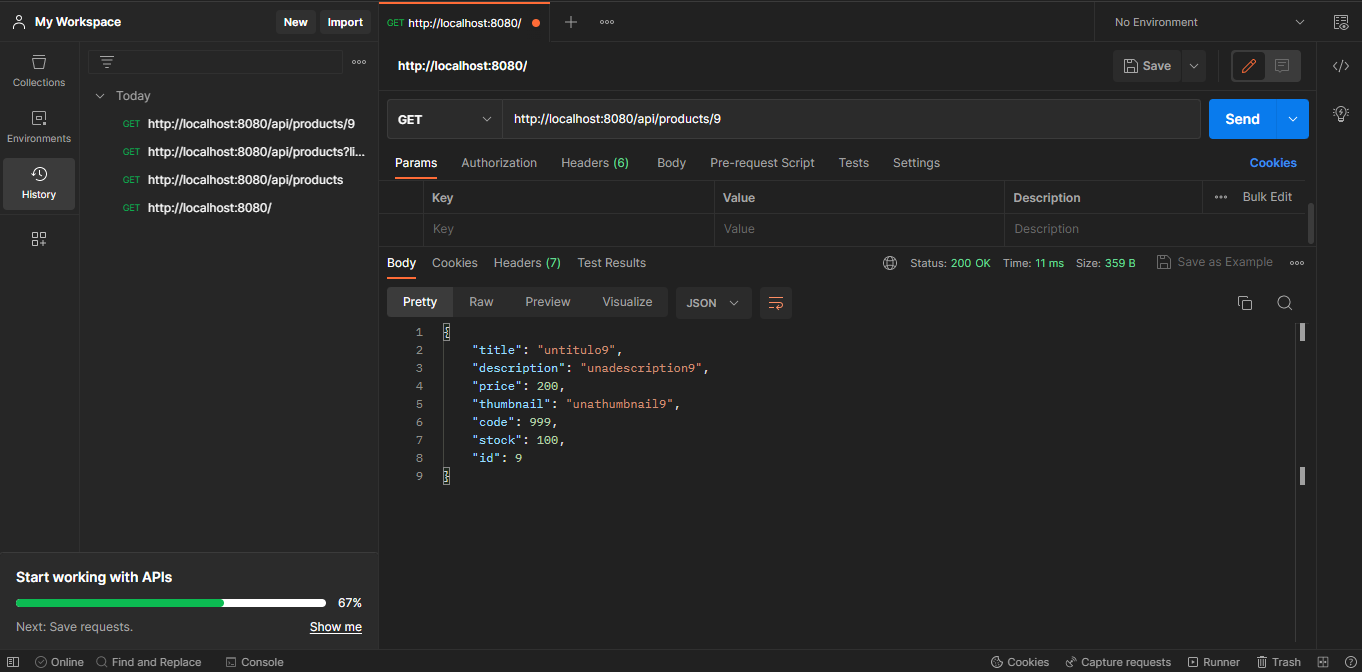 My Workspace
New
Import
GET http://localhost:8080/
No Environment
Collections
Environments
History
Today
GET http://localhost:8080/api/products/9
GET http://localhost:8080/api/products?li...
GET http://localhost:8080/api/products
GET http://localhost:8080/
http://localhost:8080/
Save
GET
http://localhost:8080/api/products/9
Send
Params Authorization Headers (6) Body Pre-request Script Tests Settings Cookies
Key Value Description Bulk Edit
Key Value Description
Body Cookies Headers (7) Test Results Status: 200 OK Time: 11 ms Size: 359 B Save as Example
Pretty Raw Preview Visualize JSON
1 {
2 "title": "untitulo9",
3 "description": "unadescription9",
4 "price": 200,
5 "thumbnail": "unathumbnail9",
6 "code": 999,
7 "stock": 100,
8 "id": 9
9 }
Start working with APIs
67%
Next: Save requests. Show me
Online Find and Replace Console Cookies Capture requests Runner Trash